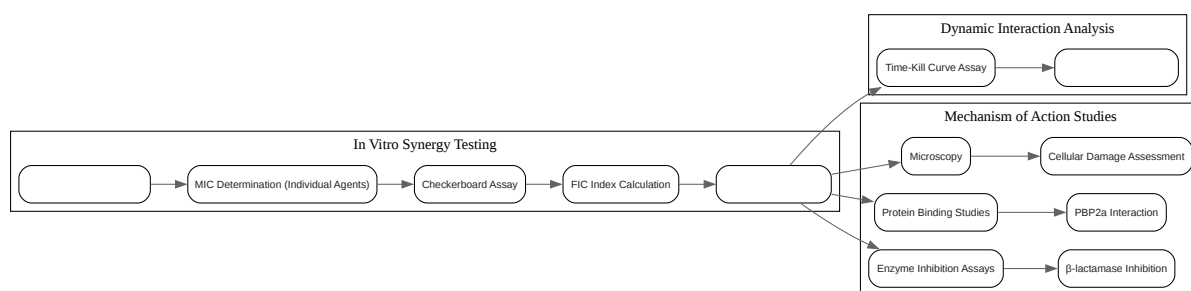 Dynamic Interaction Analysis
Time-Kill Curve Assay
Mechanism of Action Studies
In Vitro Synergy Testing
Microscopy
Cellular Damage Assessment
MIC Determination (Individual Agents)
Checkerboard Assay
FIC Index Calculation
Protein Binding Studies
PBP2a Interaction
Enzyme Inhibition Assays
β-lactamase Inhibition